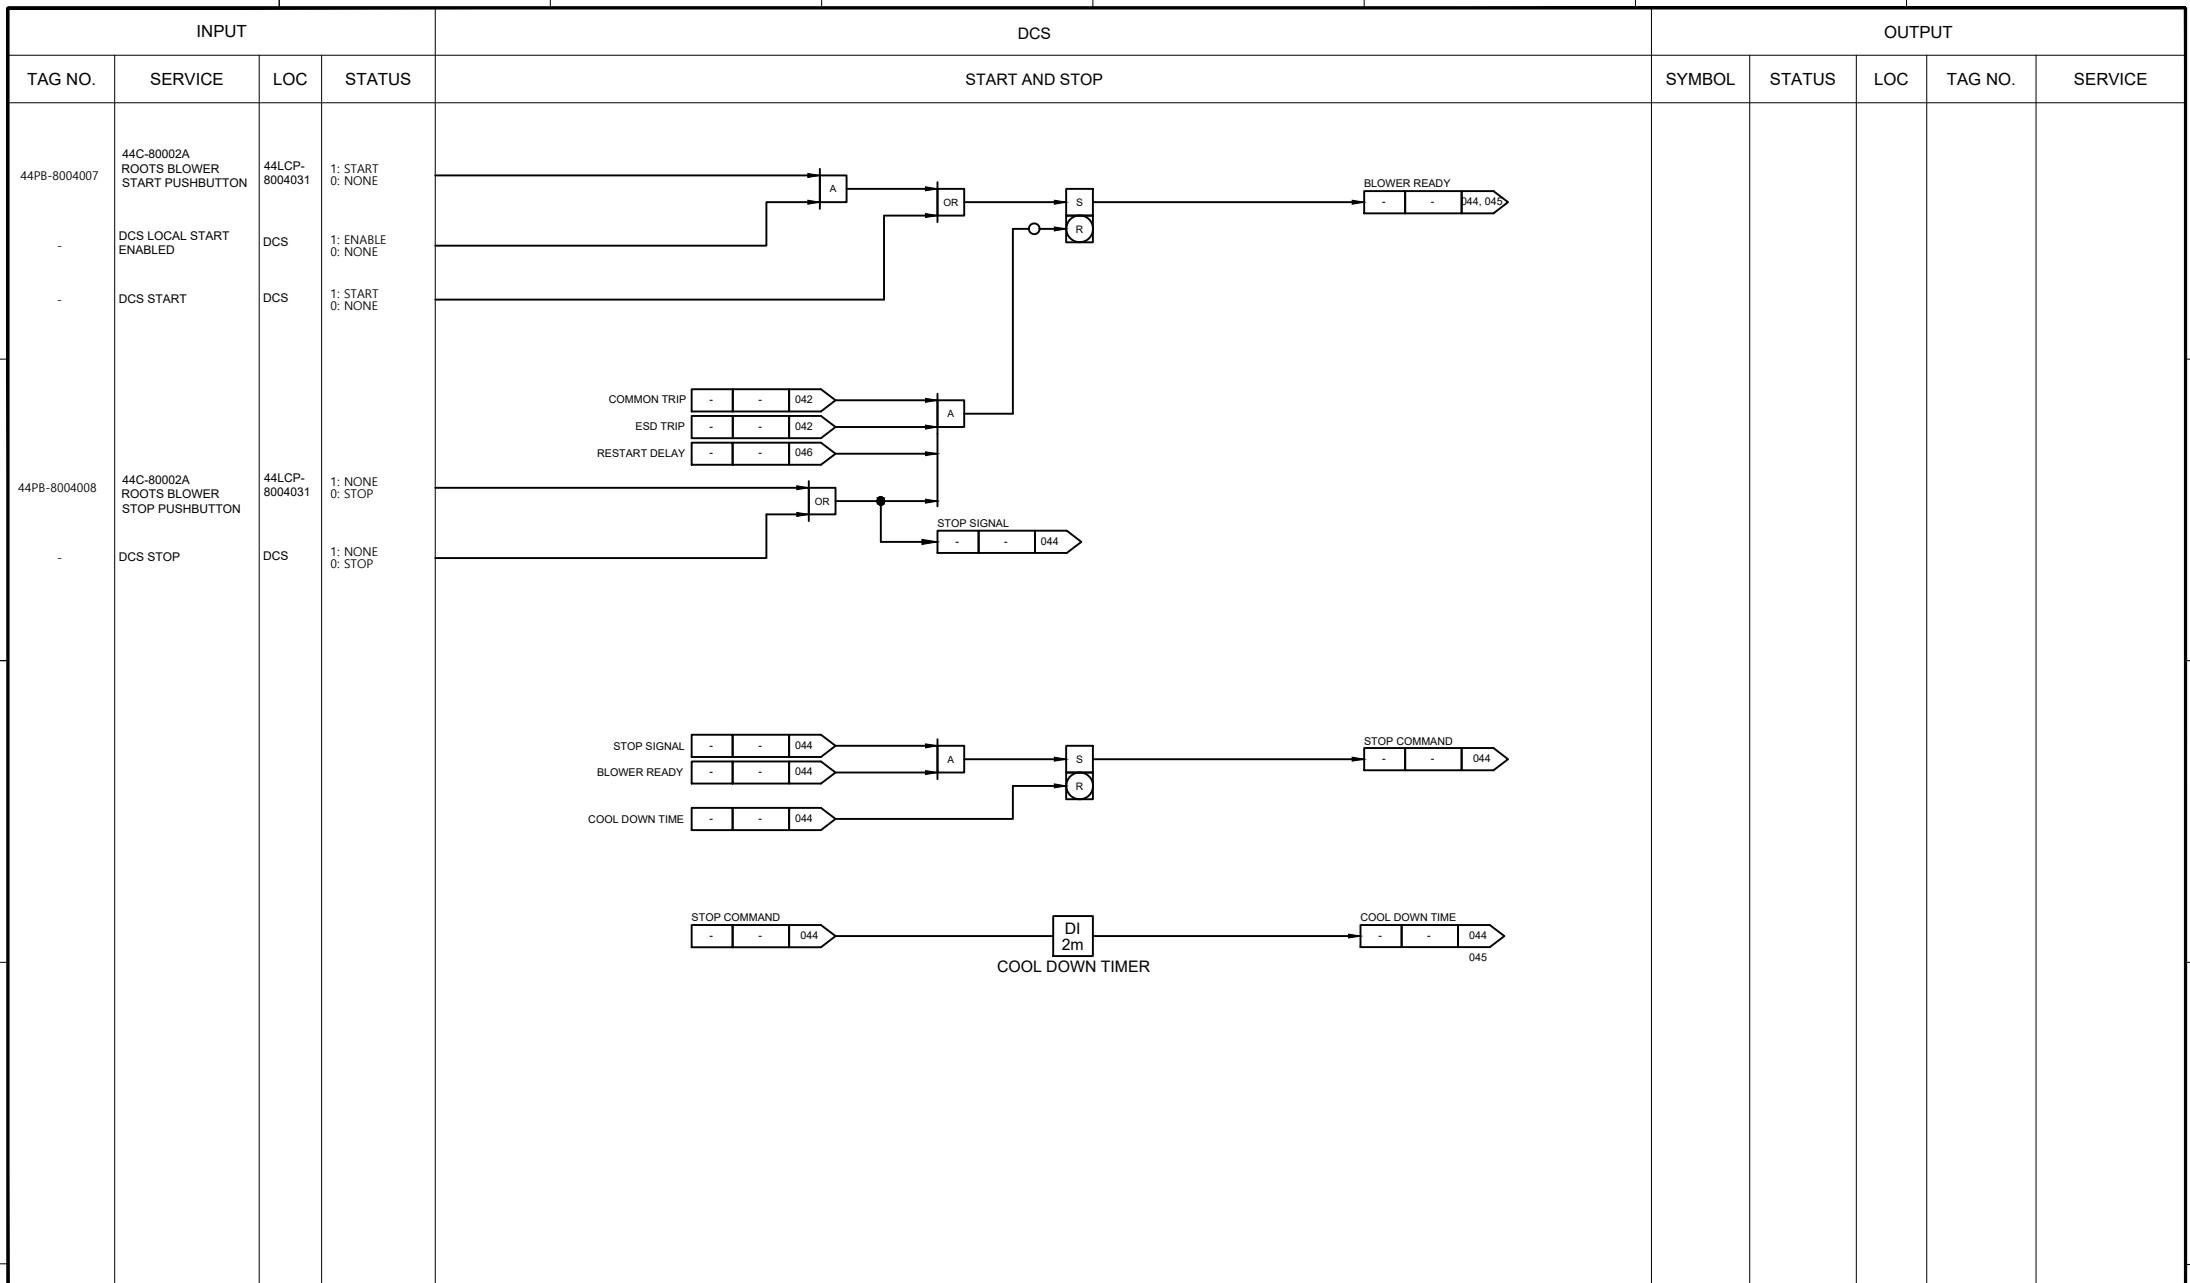 INPUT
DCS
OUTPUT
TAG NO.
SERVICE
LOC
STATUS
START AND STOP
SYMBOL
STATUS
LOC
TAG NO.
SERVICE
44PB-8004007
44C-80002A
ROOTS BLOWER
START PUSHBUTTON
44LCP-
8004031
1: START
0: NONE
A
OR
S
R
BLOWER READY
- - 044, 045
-
DCS LOCAL START
ENABLED
DCS
1: ENABLE
0: NONE
-
DCS START
DCS
1: START
0: NONE
COMMON TRIP - - 042
A
ESD TRIP - - 042
RESTART DELAY - - 046
44PB-8004008
44C-80002A
ROOTS BLOWER
STOP PUSHBUTTON
44LCP-
8004031
1: NONE
0: STOP
OR
STOP SIGNAL
- - 044
-
DCS STOP
DCS
1: NONE
0: STOP
STOP SIGNAL - - 044
BLOWER READY - - 044
A
S
R
STOP COMMAND
- - 044
COOL DOWN TIME - - 044
STOP COMMAND
- - 044
DI
2m
COOL DOWN TIMER
COOL DOWN TIME
- - 044
045